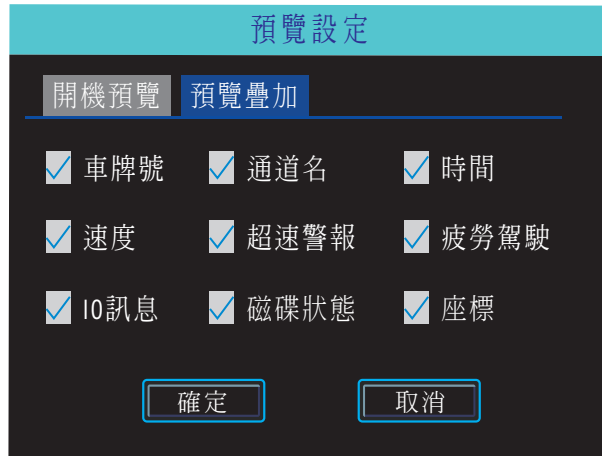 預覽設定
開機預覽 預覽疊加
車牌號 通道名 時間
速度 超速警報 疲勞駕駛
IO訊息 磁碟狀態 座標
確定 取消